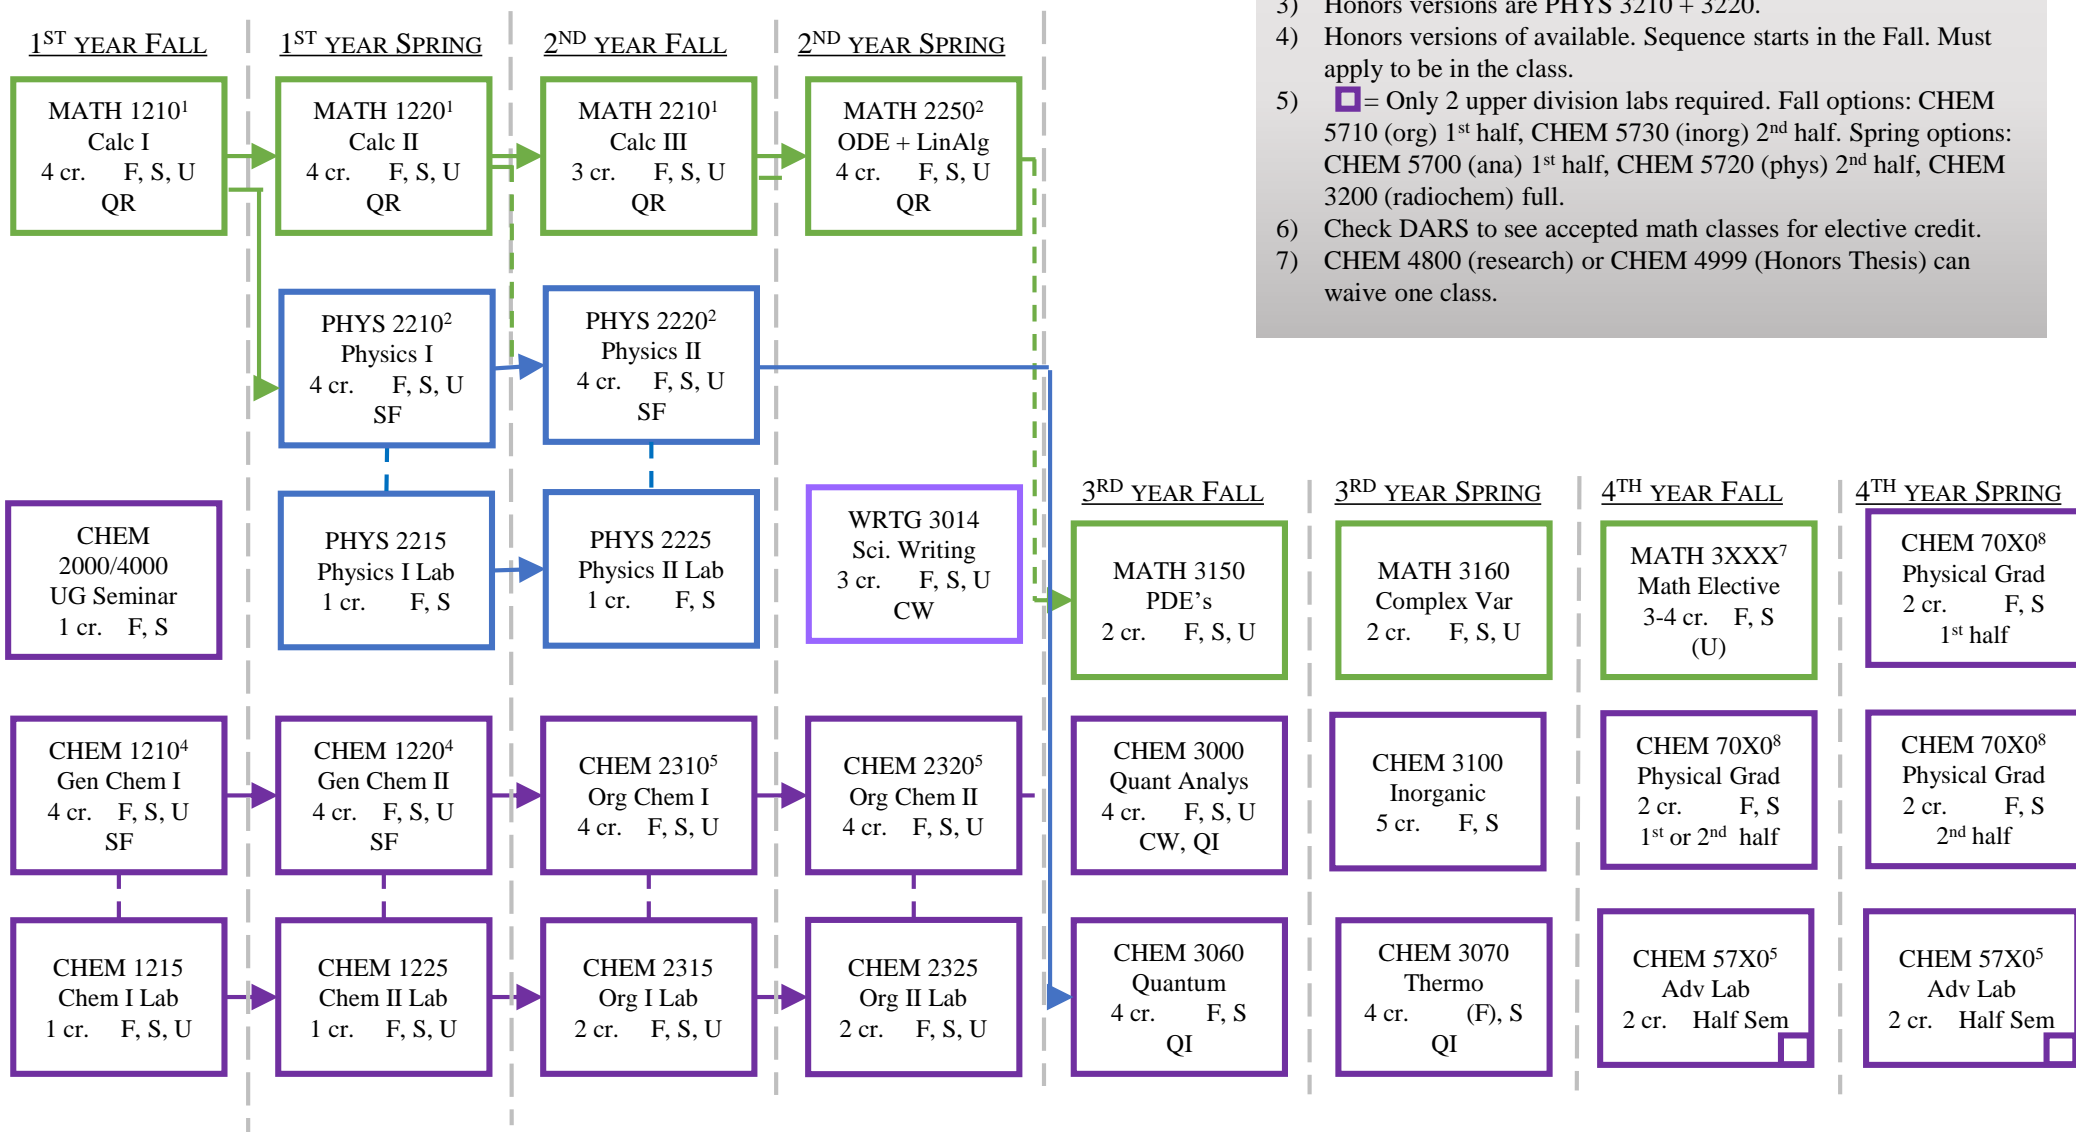 3) Honors versions are PHYS 3210 + 3220.
4) Honors versions of available. Sequence starts in the Fall. Must
apply to be in the class.
5) = Only 2 upper division labs required. Fall options: CHEM
5710 (org) 1st half, CHEM 5730 (inorg) 2nd half. Spring options:
CHEM 5700 (ana) 1st half, CHEM 5720 (phys) 2nd half, CHEM
3200 (radiochem) full.
6) Check DARS to see accepted math classes for elective credit.
7) CHEM 4800 (research) or CHEM 4999 (Honors Thesis) can
waive one class.
1ST YEAR FALL
MATH 1210¹
Calc I
4 cr. F, S, U
QR
CHEM
2000/4000
UG Seminar
1 cr. F, S
CHEM 1210⁴
Gen Chem I
4 cr. F, S, U
SF
CHEM 1215
Chem I Lab
1 cr. F, S, U
1ST YEAR SPRING
MATH 1220¹
Calc II
4 cr. F, S, U
QR
PHYS 2210²
Physics I
4 cr. F, S, U
SF
PHYS 2215
Physics I Lab
1 cr. F, S
CHEM 1220⁴
Gen Chem II
4 cr. F, S, U
SF
CHEM 1225
Chem II Lab
1 cr. F, S, U
2ND YEAR FALL
MATH 2210¹
Calc III
3 cr. F, S, U
QR
PHYS 2220²
Physics II
4 cr. F, S, U
SF
PHYS 2225
Physics II Lab
1 cr. F, S
CHEM 2310⁵
Org Chem I
4 cr. F, S, U
CHEM 2315
Org I Lab
2 cr. F, S, U
2ND YEAR SPRING
MATH 2250²
ODE + LinAlg
4 cr. F, S, U
QR
WRTG 3014
Sci. Writing
3 cr. F, S, U
CW
CHEM 2320⁵
Org Chem II
4 cr. F, S, U
CHEM 2325
Org II Lab
2 cr. F, S, U
3RD YEAR FALL
MATH 3150
PDE's
2 cr. F, S, U
CHEM 3000
Quant Analys
4 cr. F, S, U
CW, QI
CHEM 3060
Quantum
4 cr. F, S
QI
3RD YEAR SPRING
MATH 3160
Complex Var
2 cr. F, S, U
CHEM 3100
Inorganic
5 cr. F, S
CHEM 3070
Thermo
4 cr. (F), S
QI
4TH YEAR FALL
MATH 3XXX⁷
Math Elective
3-4 cr. F, S
(U)
CHEM 70X0⁸
Physical Grad
2 cr. F, S
1st or 2nd half
CHEM 57X0⁵
Adv Lab
2 cr. Half Sem
4TH YEAR SPRING
CHEM 70X0⁸
Physical Grad
2 cr. F, S
1st half
CHEM 70X0⁸
Physical Grad
2 cr. F, S
2nd half
CHEM 57X0⁵
Adv Lab
2 cr. Half Sem